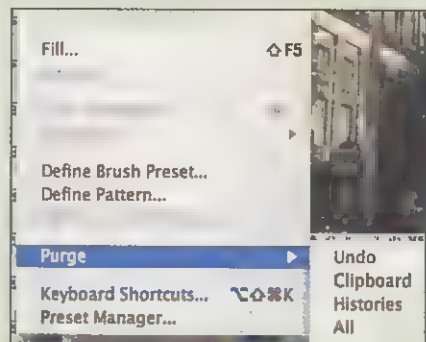 Fill... ⇧F5
Define Brush Preset...
Define Pattern...
Purge ▶
Undo
Clipboard
Keyboard Shortcuts... ⌥⇧⌘K
Histories
Preset Manager...
All